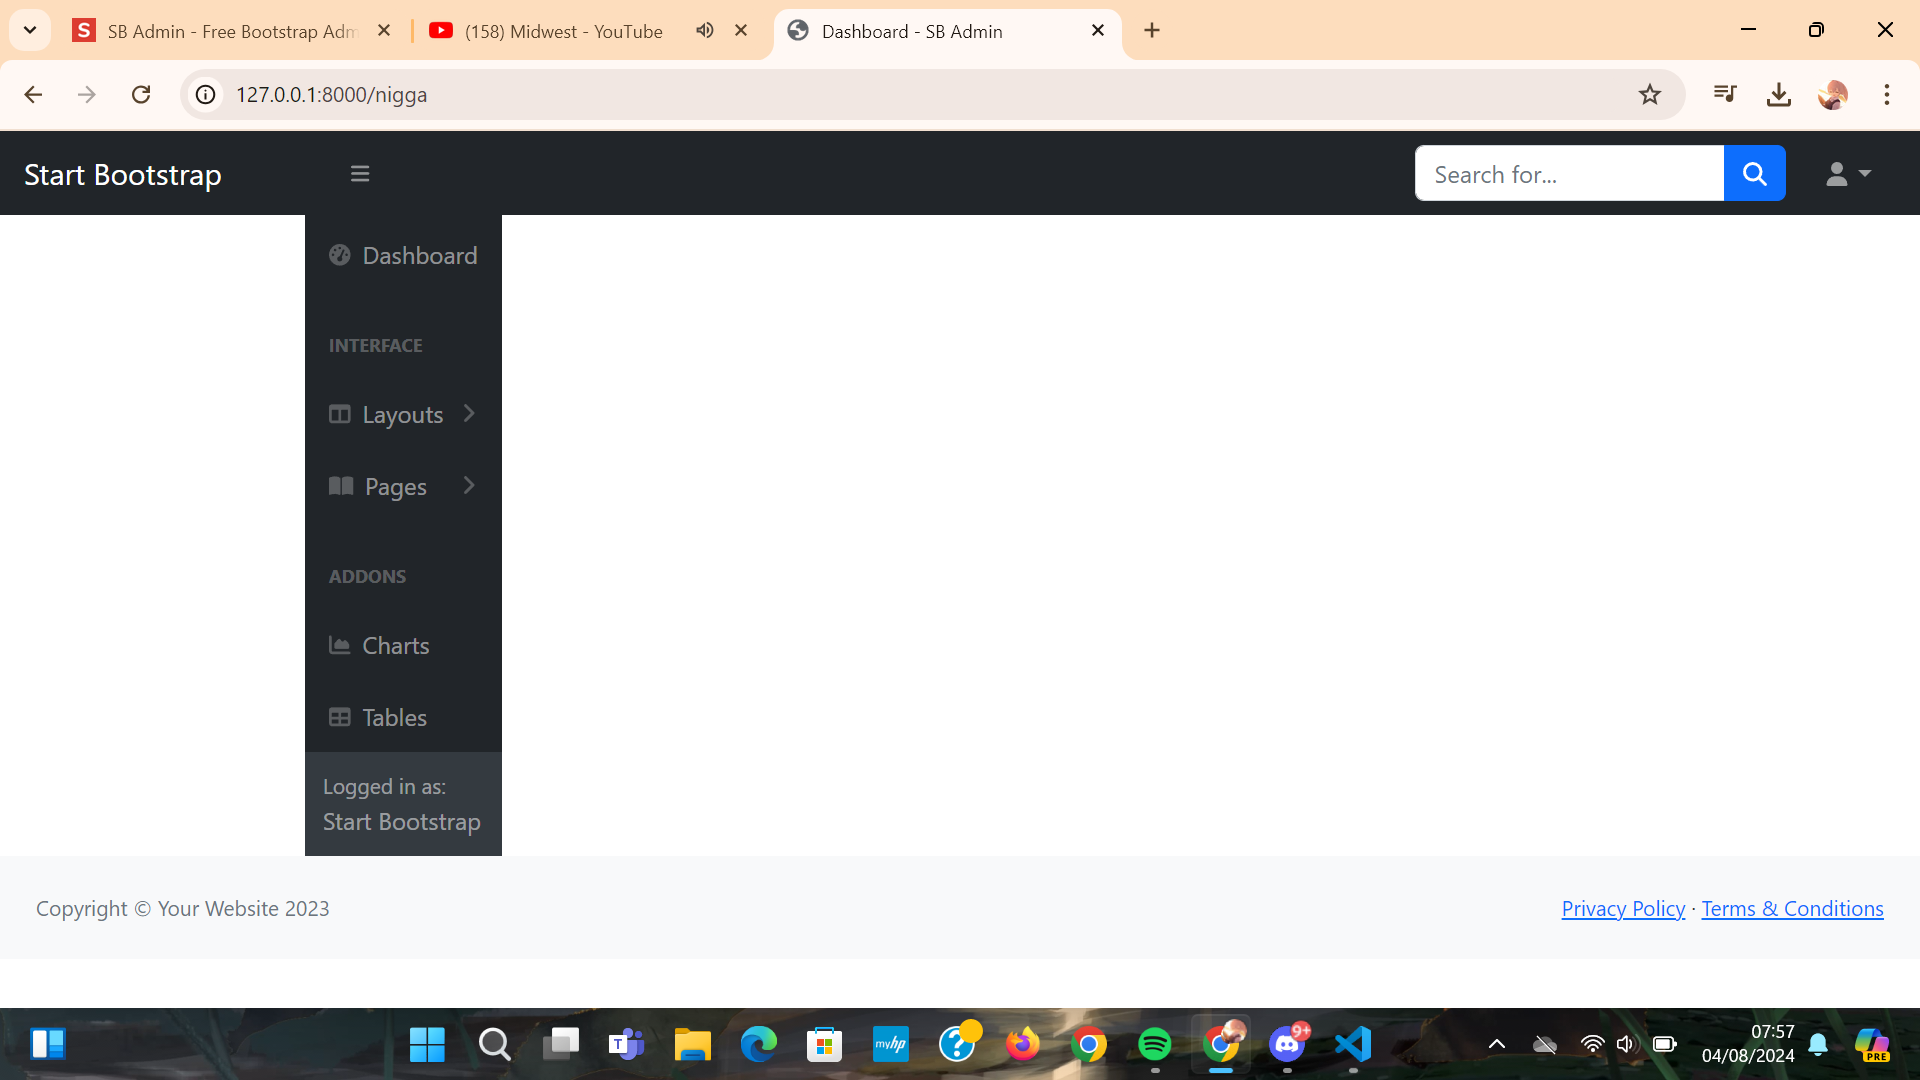 SB Admin - Free Bootstrap Adm
(158) Midwest - YouTube
Dashboard - SB Admin
127.0.0.1:8000/nigga
Start Bootstrap
Search for...
Dashboard
INTERFACE
Layouts
Pages
ADDONS
Charts
Tables
Logged in as:
Start Bootstrap
Copyright © Your Website 2023
Privacy Policy · Terms & Conditions
myhp
9+
07:57
04/08/2024
PRE